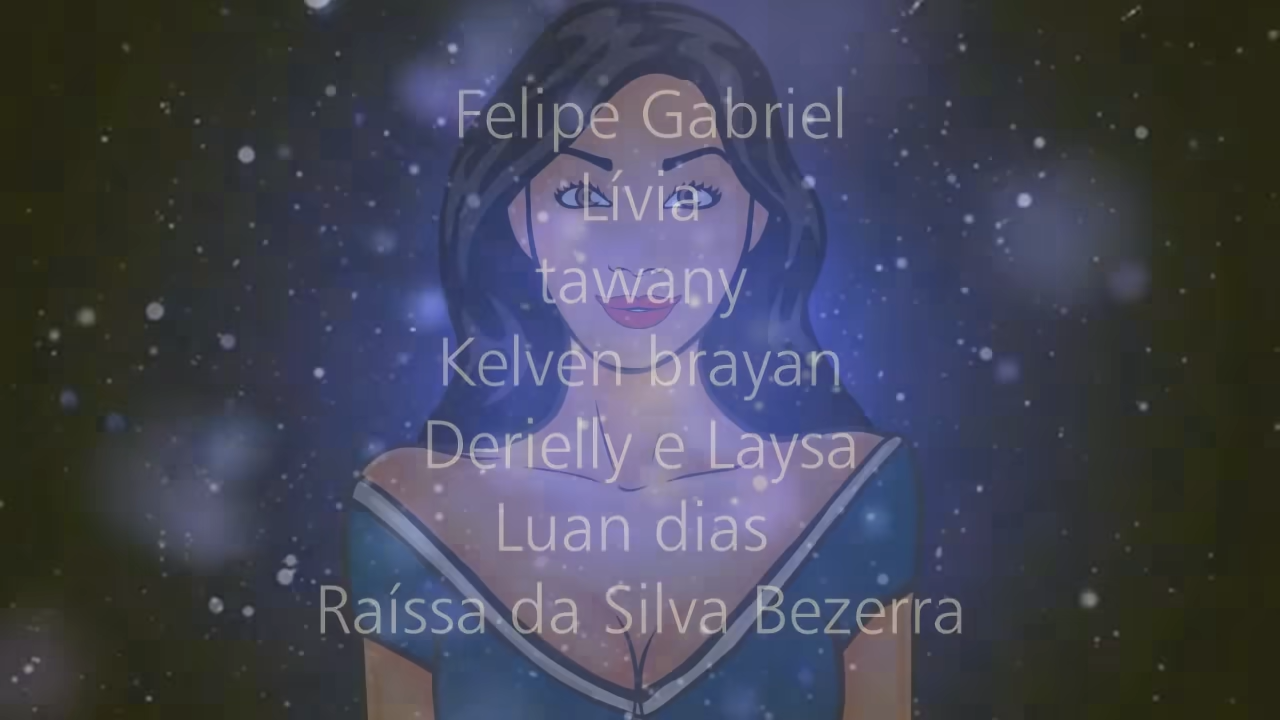 Felipe Gabriel
Lívia
tawany
Kelven brayan
Derielly e Laysa
Luan dias
Raíssa da Silva Bezerra